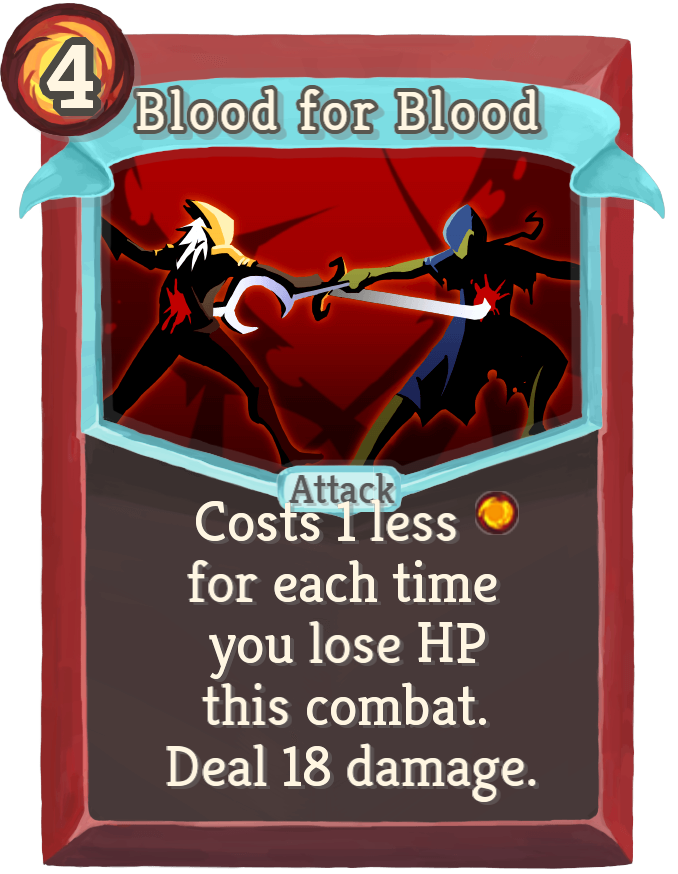 4
Blood for Blood
Attack
Costs 1 less
for each time
you lose HP
this combat.
Deal 18 damage.